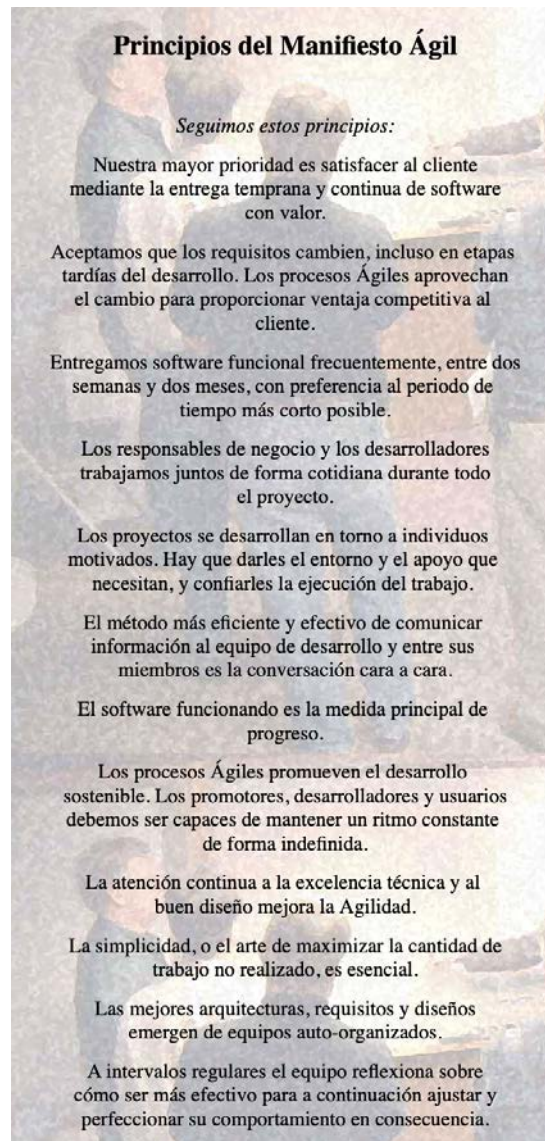 Principios del Manifiesto Ágil
Seguimos estos principios:
Nuestra mayor prioridad es satisfacer al cliente
mediante la entrega temprana y continua de software
con valor.
Aceptamos que los requisitos cambien, incluso en etapas
tardías del desarrollo. Los procesos Ágiles aprovechan
el cambio para proporcionar ventaja competitiva al
cliente.
Entregamos software funcional frecuentemente, entre dos
semanas y dos meses, con preferencia al periodo de
tiempo más corto posible.
Los responsables de negocio y los desarrolladores
trabajamos juntos de forma cotidiana durante todo
el proyecto.
Los proyectos se desarrollan en torno a individuos
motivados. Hay que darles el entorno y el apoyo que
necesitan, y confiarles la ejecución del trabajo.
El método más eficiente y efectivo de comunicar
información al equipo de desarrollo y entre sus
miembros es la conversación cara a cara.
El software funcionando es la medida principal de
progreso.
Los procesos Ágiles promueven el desarrollo
sostenible. Los promotores, desarrolladores y usuarios
debemos ser capaces de mantener un ritmo constante
de forma indefinida.
La atención continua a la excelencia técnica y al
buen diseño mejora la Agilidad.
La simplicidad, o el arte de maximizar la cantidad de
trabajo no realizado, es esencial.
Las mejores arquitecturas, requisitos y diseños
emergen de equipos auto-organizados.
A intervalos regulares el equipo reflexiona sobre
cómo ser más efectivo para a continuación ajustar y
perfeccionar su comportamiento en consecuencia.